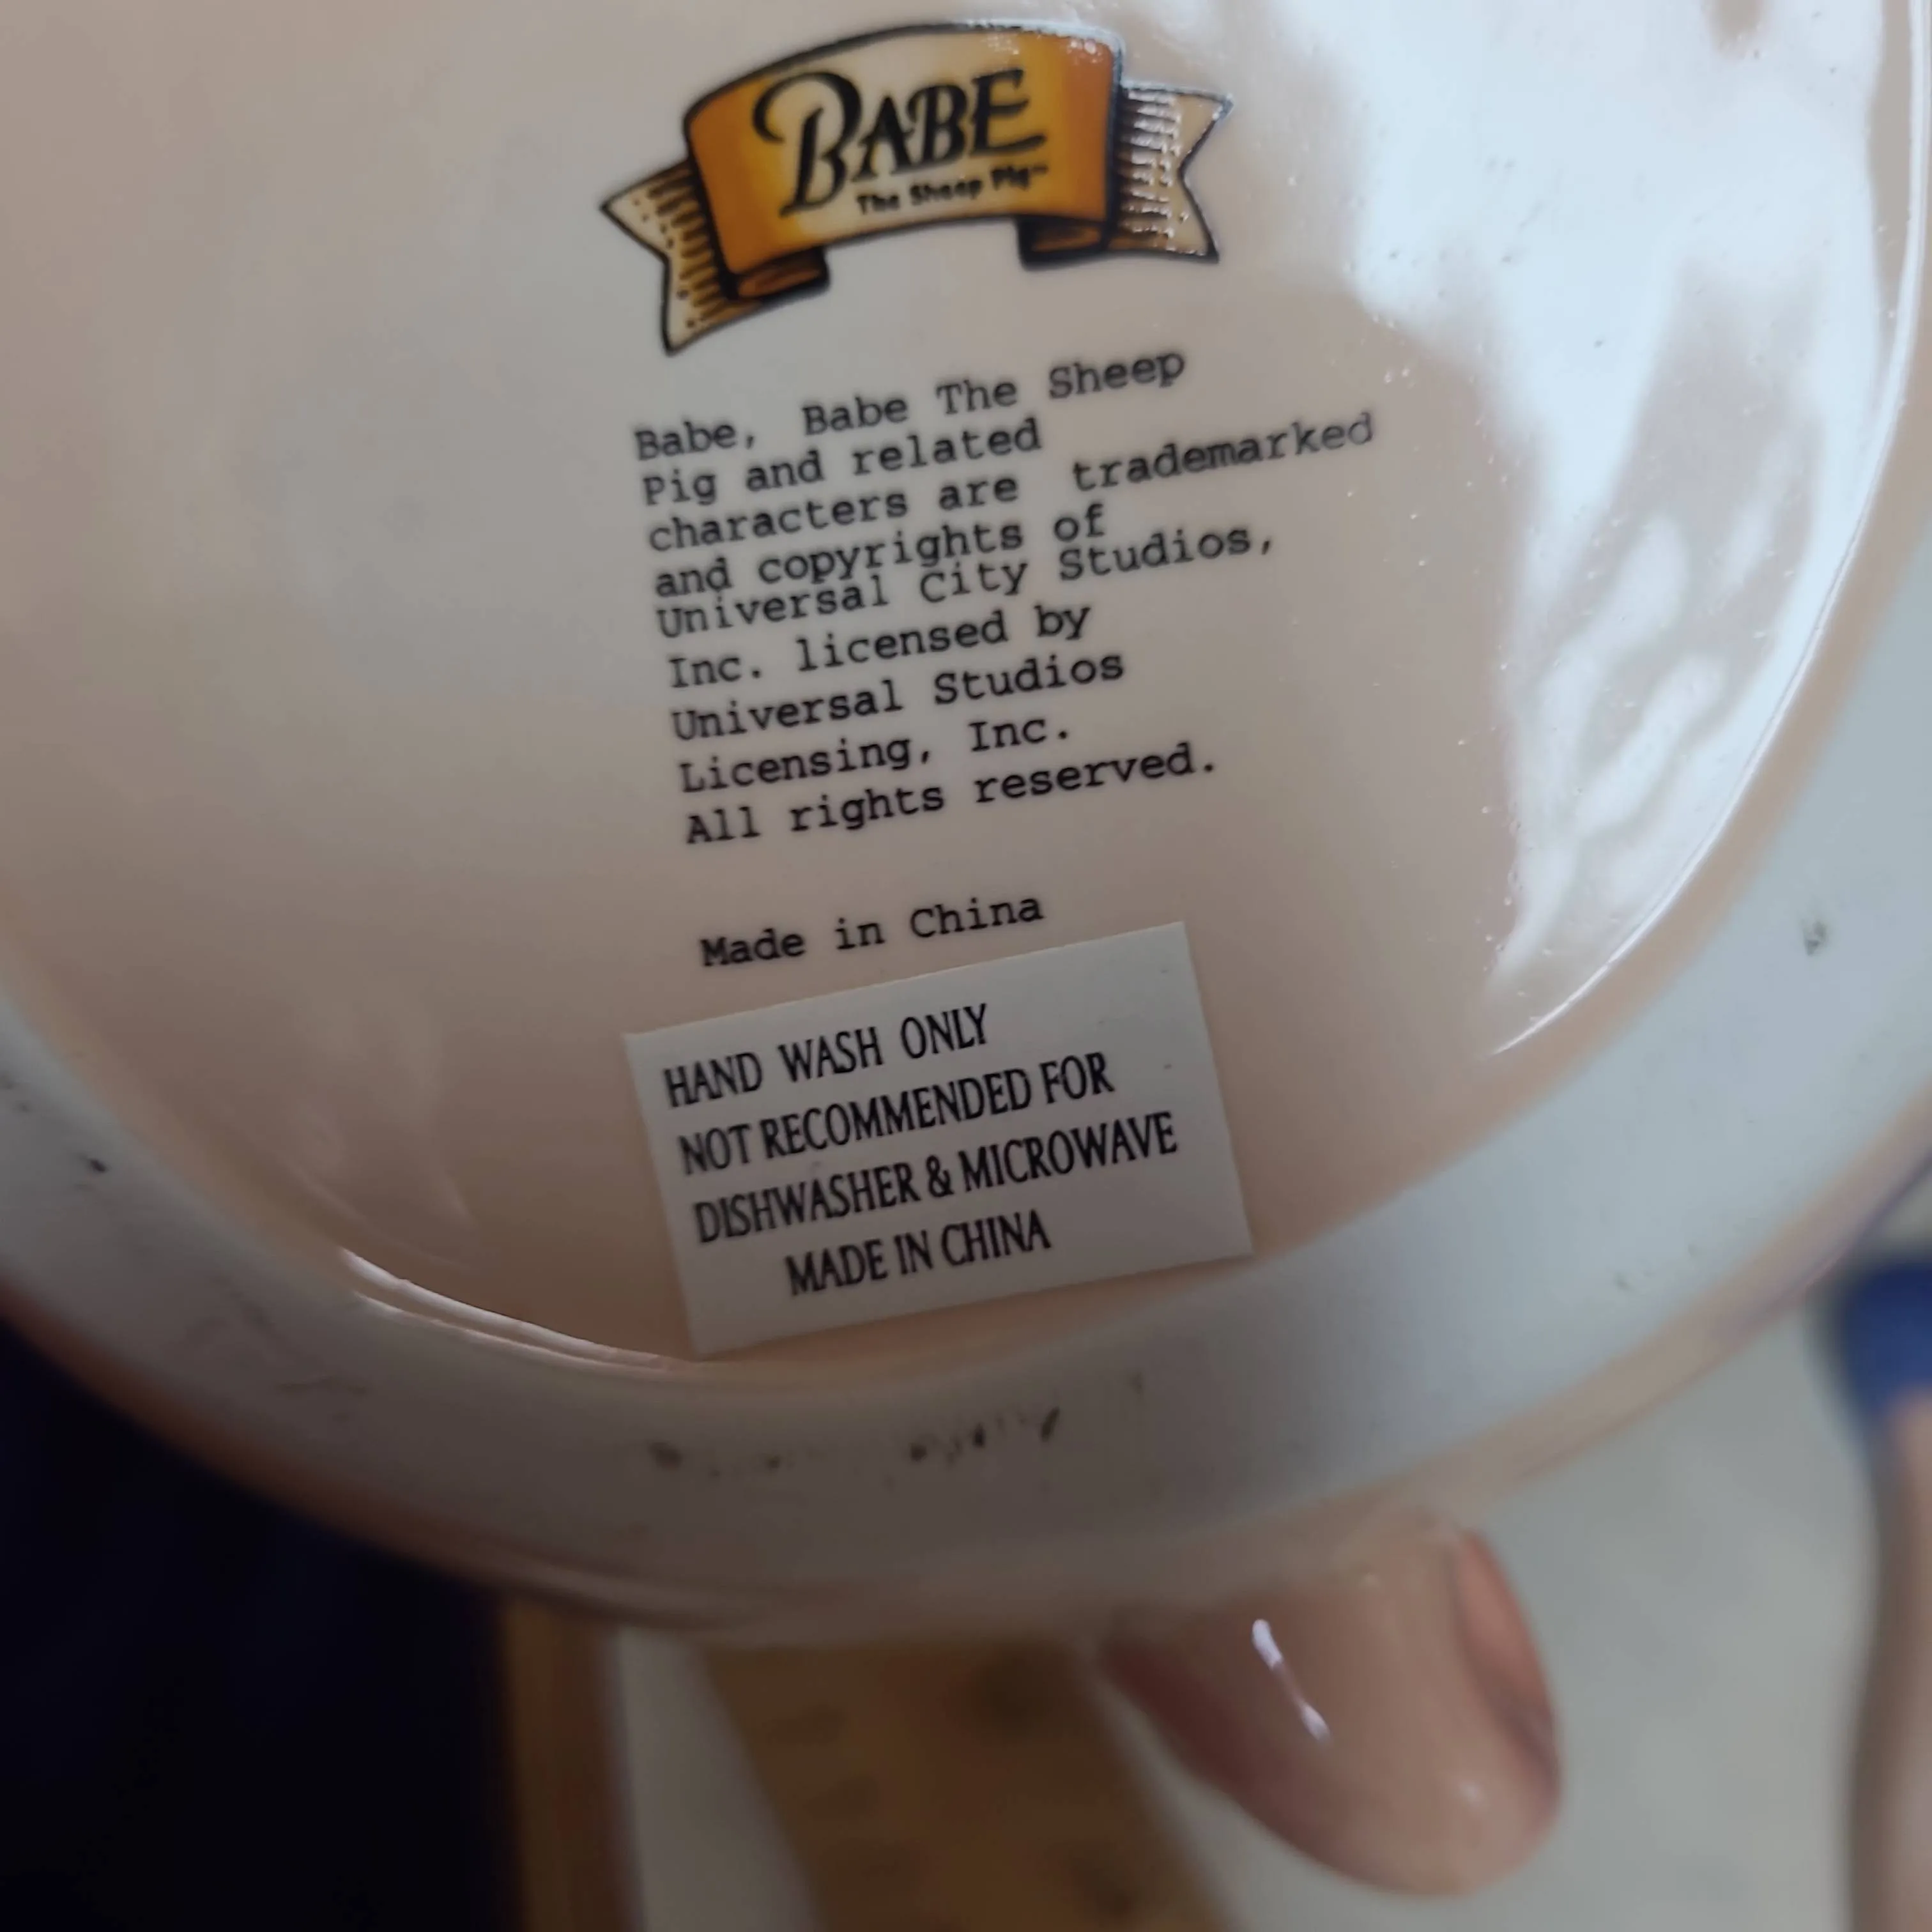 BABE
The Sheep Pig™
Babe, Babe The Sheep
Pig and related
characters are trademarked
and copyrights of
Universal City Studios,
Inc. licensed by
Universal Studios
Licensing, Inc.
All rights reserved.
Made in China
HAND WASH ONLY
NOT RECOMMENDED FOR
DISHWASHER & MICROWAVE
MADE IN CHINA